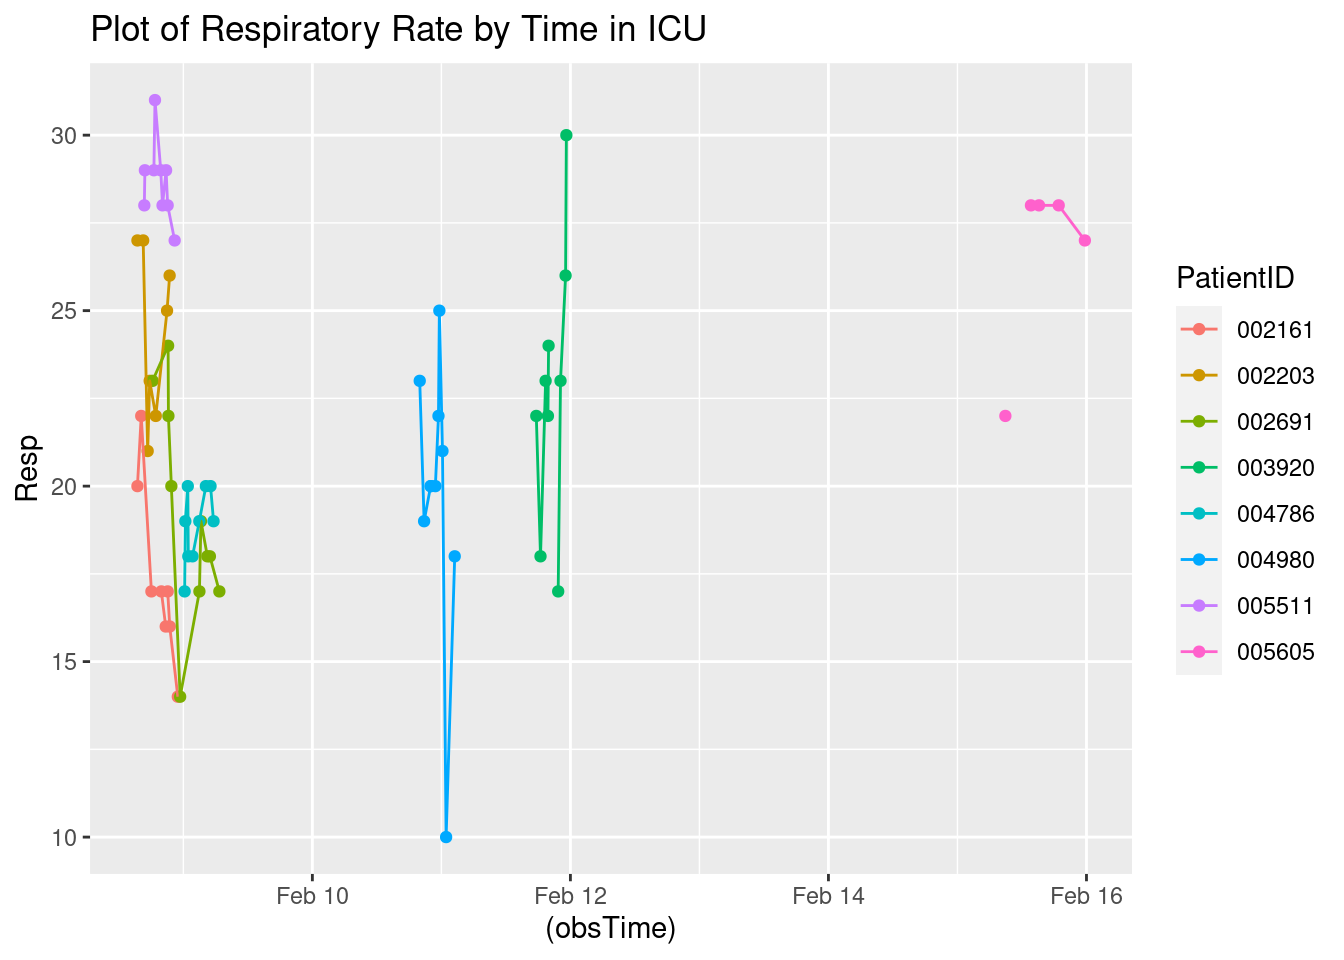 Plot of Respiratory Rate by Time in ICU
30
25
20
15
10
Resp
Feb 10
Feb 12
Feb 14
Feb 16
(obsTime)
PatientID
002161
002203
002691
003920
004786
004980
005511
005605